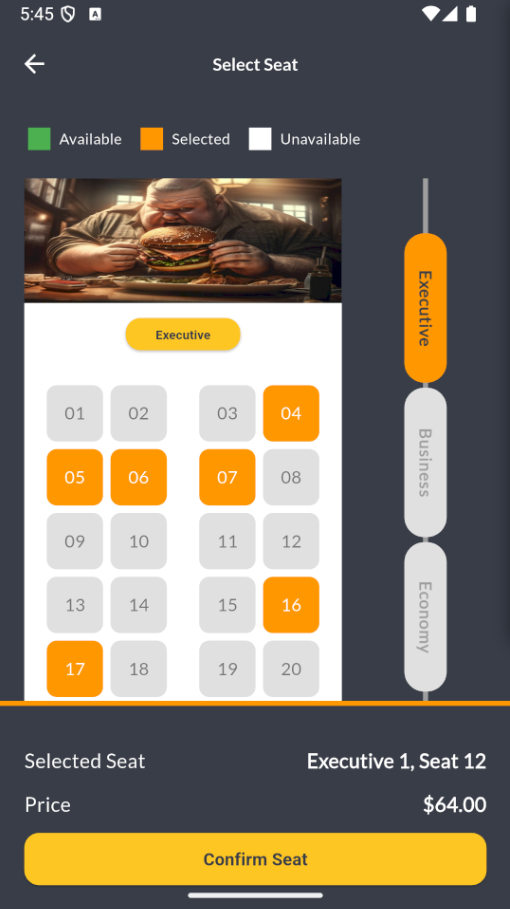 5:45 A
Select Seat
Available Selected Unavailable
Executive
Executive
Business
Economy
01 02 03 04
05 06 07 08
09 10 11 12
13 14 15 16
17 18 19 20
Selected Seat Executive 1, Seat 12
Price $64.00
Confirm Seat